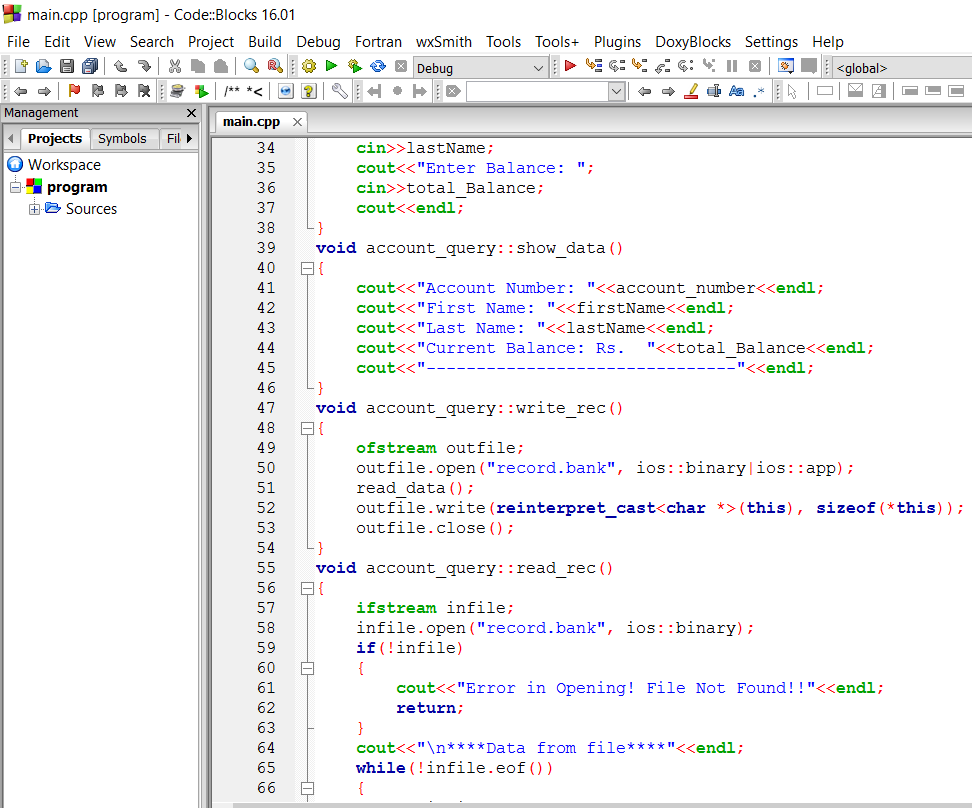 main.cpp [program] - Code::Blocks 16.01
File Edit View Search Project Build Debug Fortran wxSmith Tools Tools+ Plugins DoxyBlocks Settings Help
Debug <global>
/** *<
Management
Projects Symbols Fil
main.cpp
Workspace
program
Sources
34 cin>>lastName;
35 cout<<"Enter Balance: ";
36 cin>>total_Balance;
37 cout<<endl;
38 }
39 void account_query::show_data()
40 {
41 cout<<"Account Number: "<<account_number<<endl;
42 cout<<"First Name: "<<firstName<<endl;
43 cout<<"Last Name: "<<lastName<<endl;
44 cout<<"Current Balance: Rs.  "<<total_Balance<<endl;
45 cout<<"-------------------------------"<<endl;
46 }
47 void account_query::write_rec()
48 {
49 ofstream outfile;
50 outfile.open("record.bank", ios::binary|ios::app);
51 read_data();
52 outfile.write(reinterpret_cast<char *>(this), sizeof(*this));
53 outfile.close();
54 }
55 void account_query::read_rec()
56 {
57 ifstream infile;
58 infile.open("record.bank", ios::binary);
59 if(!infile)
60 {
61 cout<<"Error in Opening! File Not Found!!"<<endl;
62 return;
63 }
64 cout<<"\n****Data from file****"<<endl;
65 while(!infile.eof())
66 {